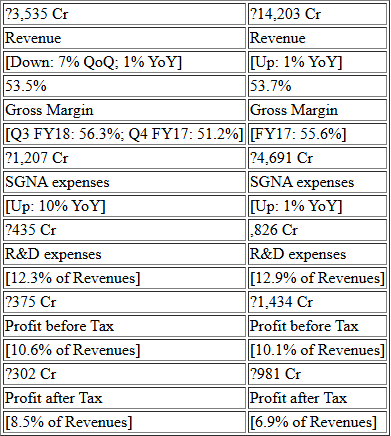 ?3,535 Cr ?14,203 Cr
Revenue Revenue
[Down: 7% QoQ; 1% YoY] [Up: 1% YoY]
53.5% 53.7%
Gross Margin Gross Margin
[Q3 FY18: 56.3%; Q4 FY17: 51.2%] [FY17: 55.6%]
?1,207 Cr ?4,691 Cr
SGNA expenses SGNA expenses
[Up: 10% YoY] [Up: 1% YoY]
?435 Cr ,826 Cr
R&D expenses R&D expenses
[12.3% of Revenues] [12.9% of Revenues]
?375 Cr ?1,434 Cr
Profit before Tax Profit before Tax
[10.6% of Revenues] [10.1% of Revenues]
?302 Cr ?981 Cr
Profit after Tax Profit after Tax
[8.5% of Revenues] [6.9% of Revenues]